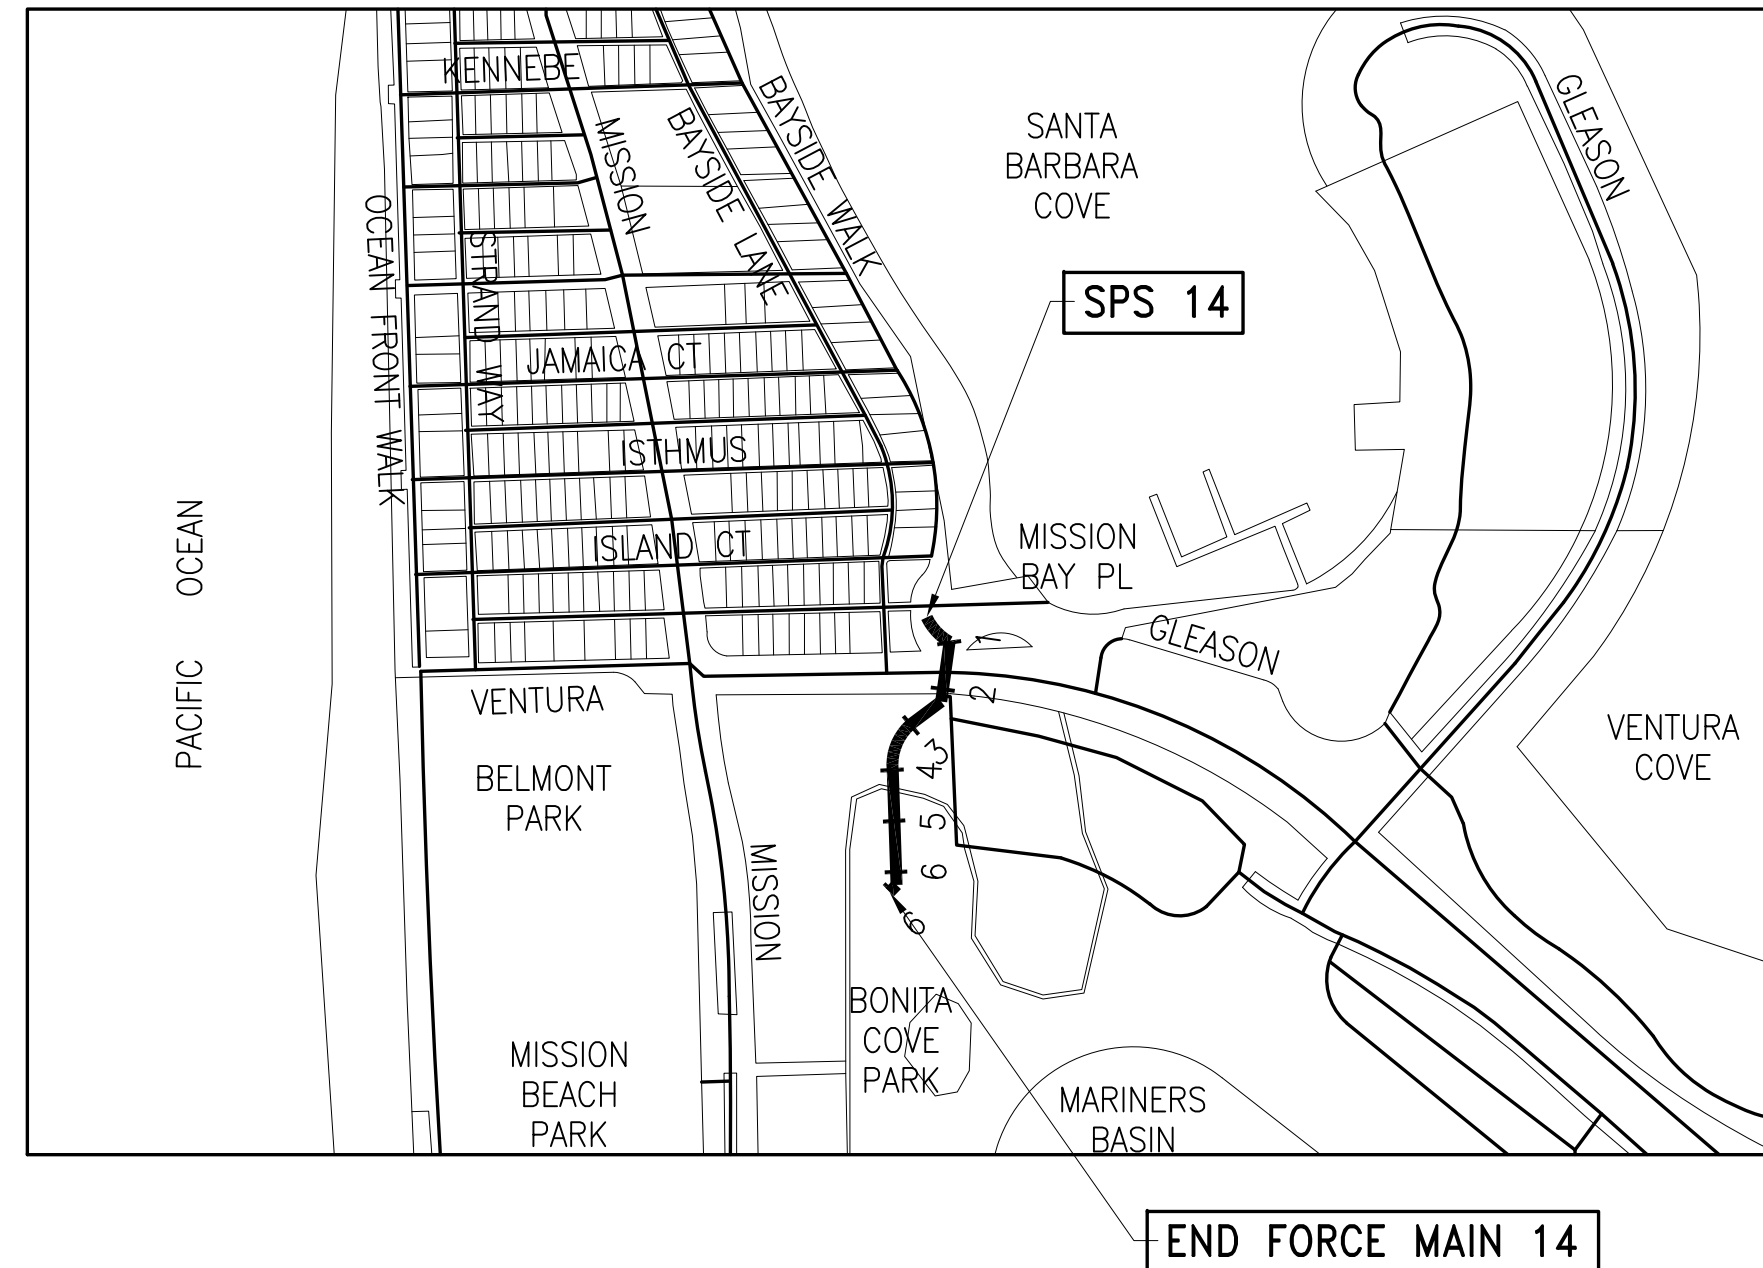 KENNEBE
MISSION
BAYSIDE LANE
BAYSIDE WALK
SANTA
BARBARA
COVE
GLEASON
OCEAN FRONT WALK
STRAND WAY
SPS 14
JAMAICA CT
ISTHMUS
ISLAND CT
PACIFIC OCEAN
MISSION
BAY PL
GLEASON
1
2
3
4
5
6
6
VENTURA
VENTURA
COVE
BELMONT
PARK
MISSION
BONITA
COVE
PARK
MISSION
BEACH
PARK
MARINERS
BASIN
END FORCE MAIN 14